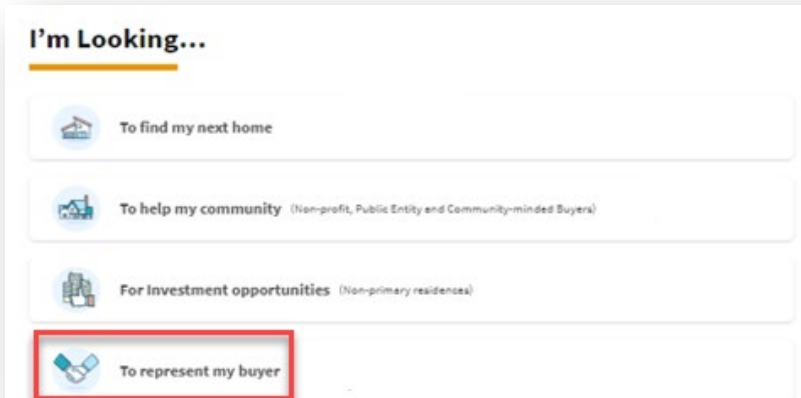 I'm Looking...
To find my next home
To help my community (Non-profit, Public Entity and Community-minded Buyers)
For Investment opportunities (Non-primary residences)
To represent my buyer